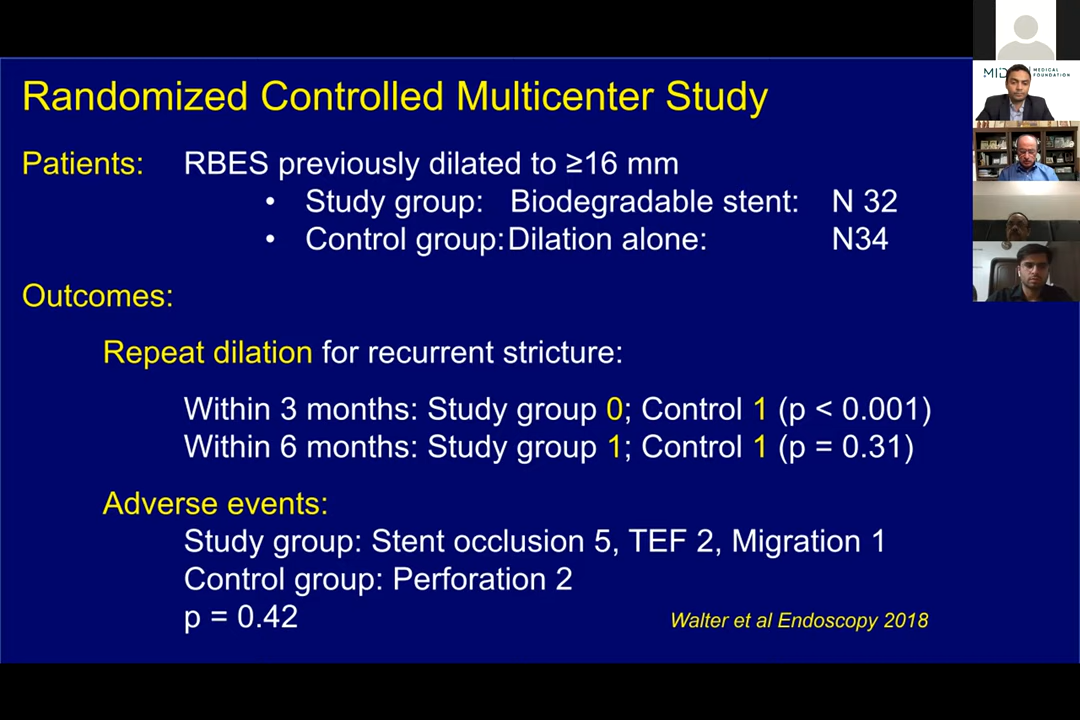 Randomized Controlled Multicenter Study
Patients: RBES previously dilated to ≥16 mm
• Study group: Biodegradable stent: N 32
• Control group: Dilation alone: N34
Outcomes:
Repeat dilation for recurrent stricture:
Within 3 months: Study group 0; Control 1 (p < 0.001)
Within 6 months: Study group 1; Control 1 (p = 0.31)
Adverse events:
Study group: Stent occlusion 5, TEF 2, Migration 1
Control group: Perforation 2
p = 0.42
Walter et al Endoscopy 2018
MEDICAL
FOUNDATION